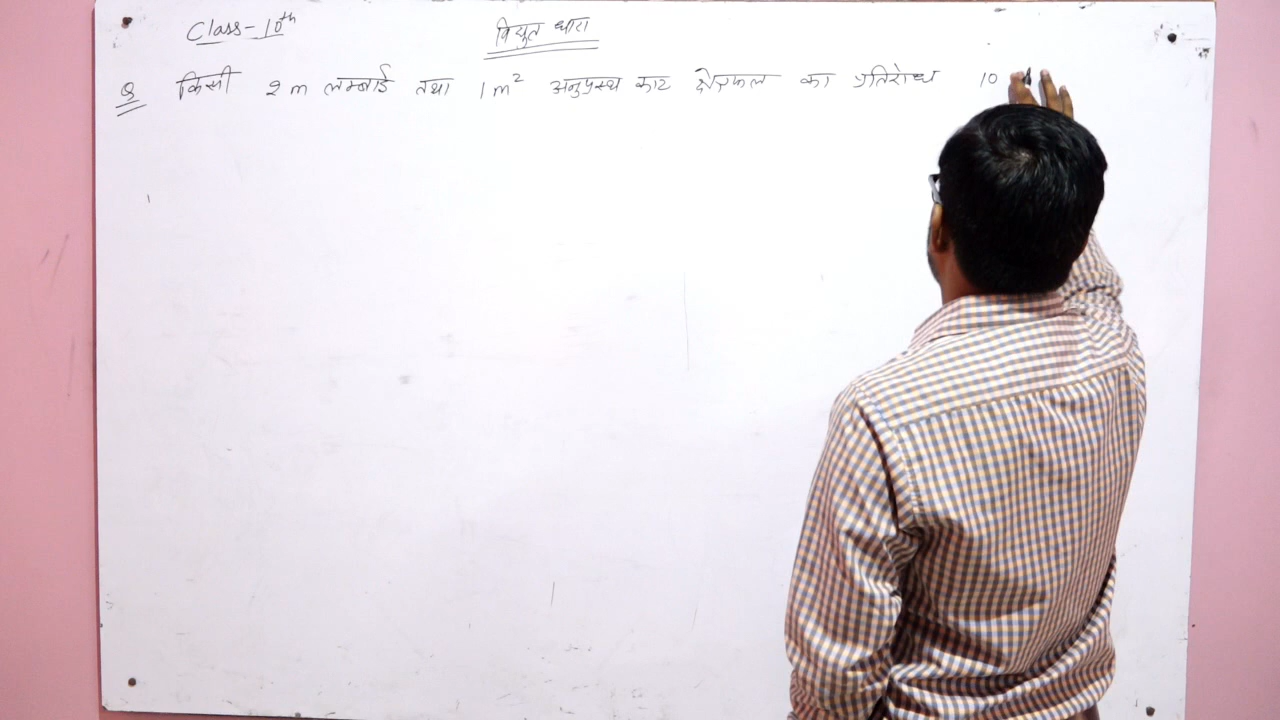 Class-10th
विद्युत धारा
Q किसी 2 m लम्बाई तथा 1 m² अनुप्रस्थ काट क्षेत्रफल का प्रतिरोध 10